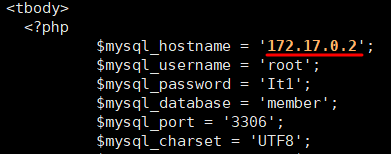 <tbody>
<?php
$mysql_hostname = '172.17.0.2';
$mysql_username = 'root';
$mysql_password = 'It1';
$mysql_database = 'member';
$mysql_port = '3306';
$mysql_charset = 'UTF8';